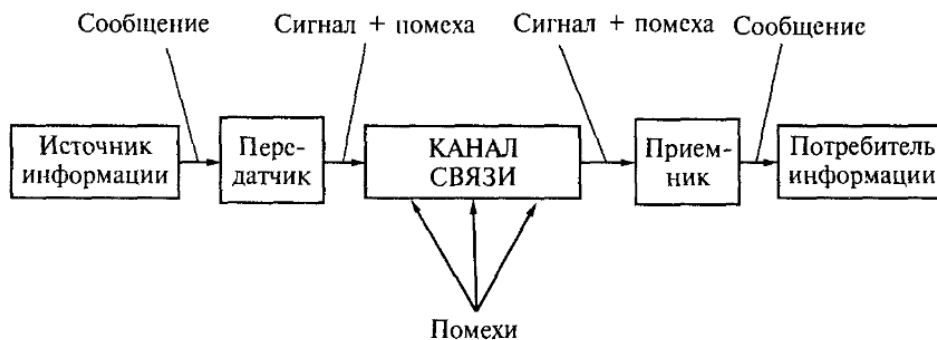 Сообщение
Сигнал + помеха
Сигнал + помеха
Сообщение
Источник
информации
Пере-
датчик
КАНАЛ
СВЯЗИ
Прием-
ник
Потребитель
информации
Помехи